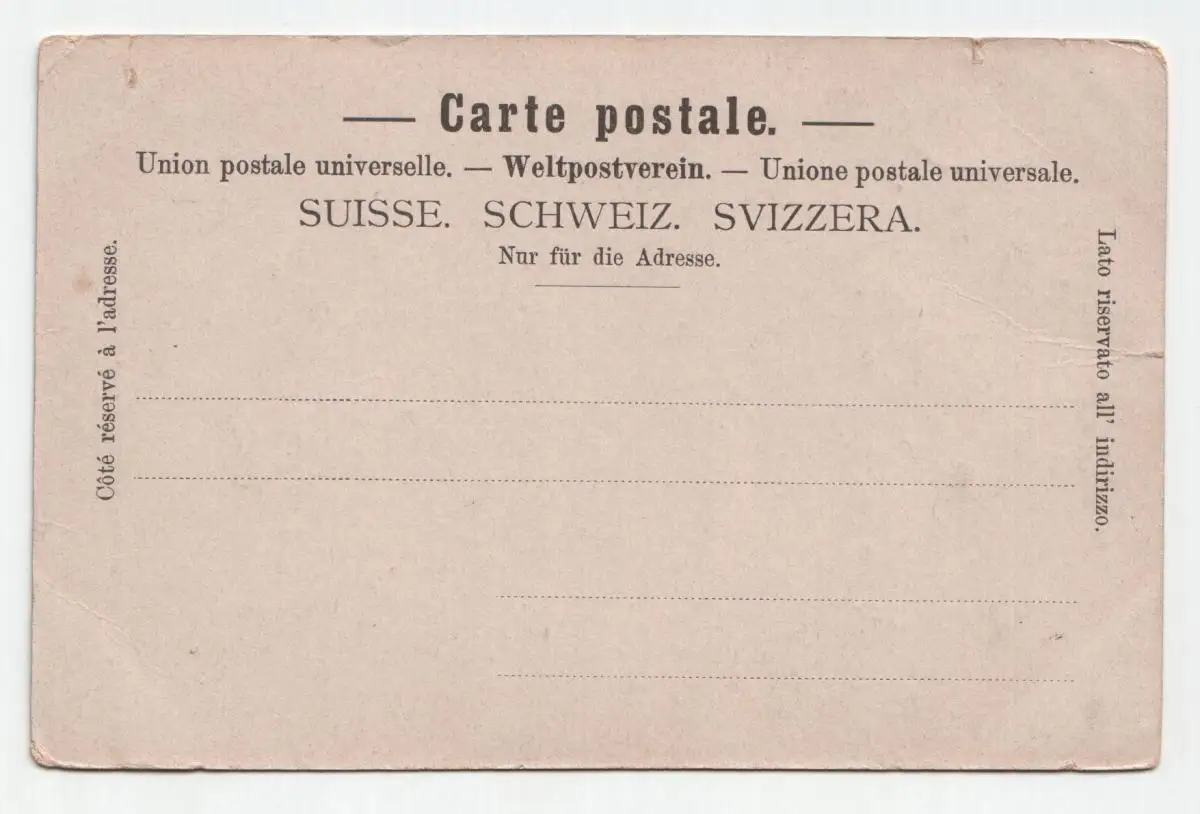 — Carte postale. —
Union postale universelle. — Weltpostverein. — Unione postale universale.
SUISSE. SCHWEIZ. SVIZZERA.
Nur für die Adresse.
Côté réservé à l'adresse.
Lato riservato all' indirizzo.